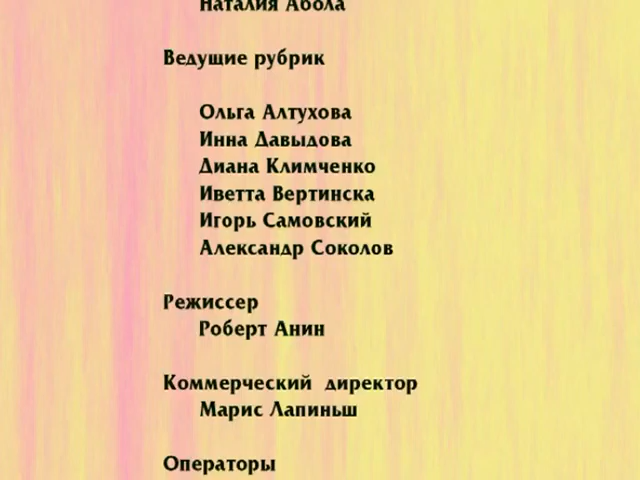 Наталия Абола
Ведущие рубрик
Ольга Алтухова
Инна Давыдова
Диана Климченко
Иветта Вертинска
Игорь Самовский
Александр Соколов
Режиссер
Роберт Анин
Коммерческий директор
Марис Лапиньш
Операторы